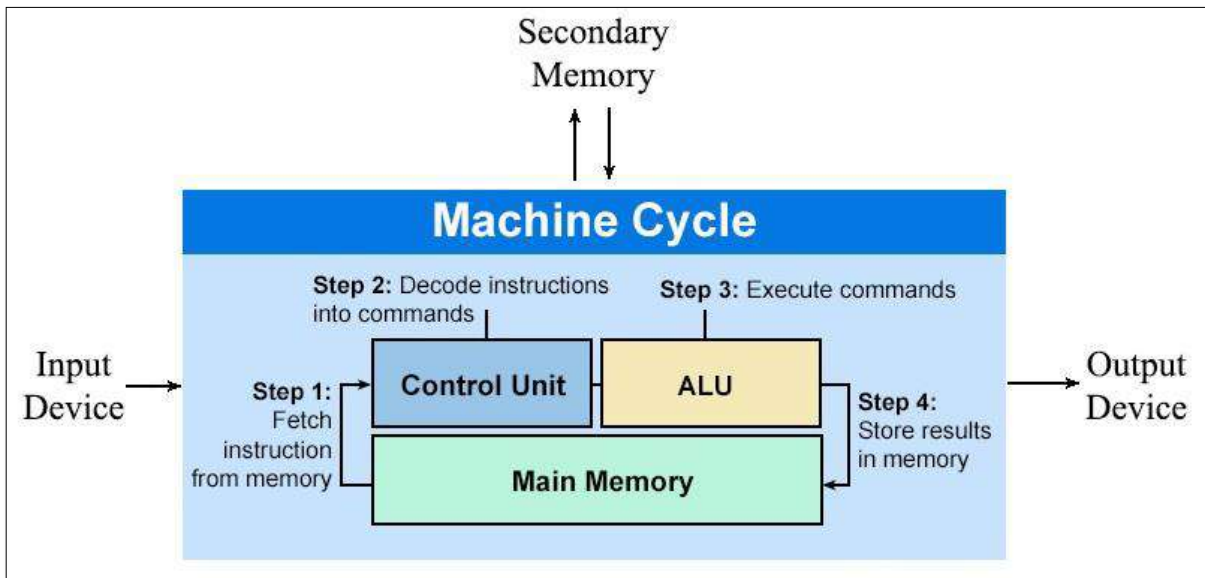 Secondary
Memory
Machine Cycle
Step 2: Decode instructions
into commands
Step 3: Execute commands
Input
Device
Step 1:
Fetch
instruction
from memory
Control Unit
ALU
Main Memory
Step 4:
Store results
in memory
Output
Device